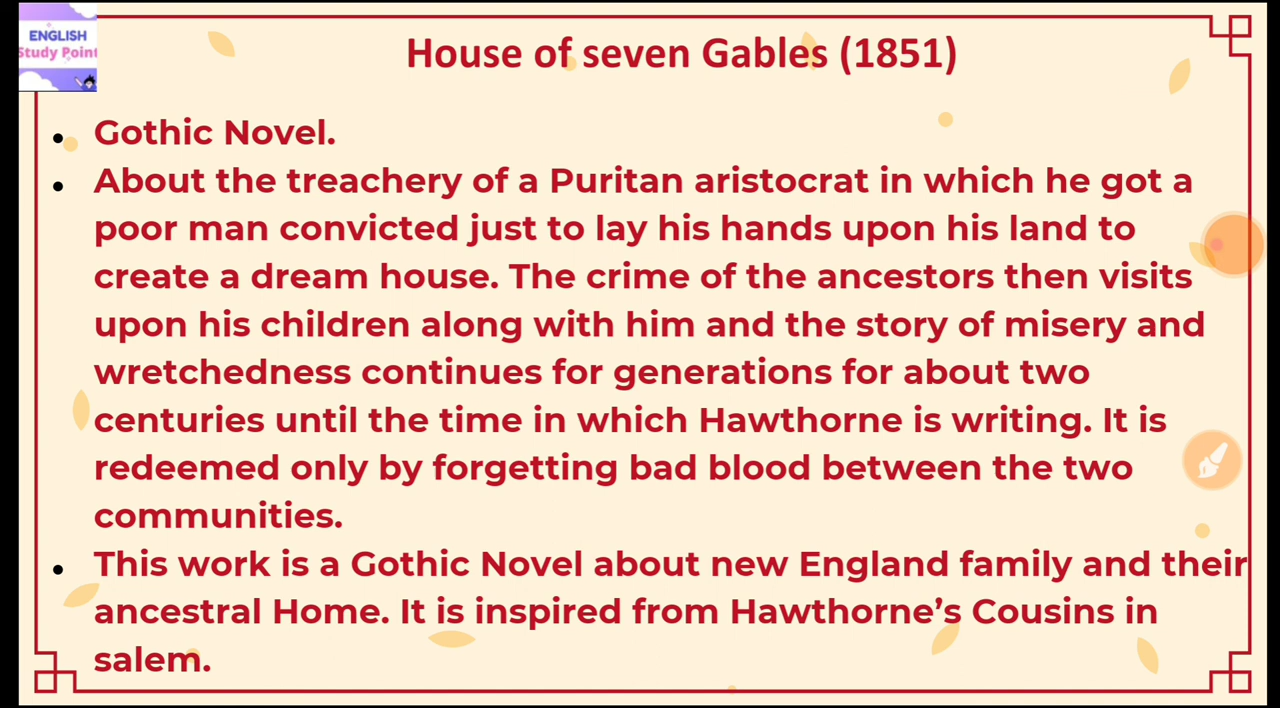 ENGLISH
Study Point
House of seven Gables (1851)
• Gothic Novel.
• About the treachery of a Puritan aristocrat in which he got a
poor man convicted just to lay his hands upon his land to
create a dream house. The crime of the ancestors then visits
upon his children along with him and the story of misery and
wretchedness continues for generations for about two
centuries until the time in which Hawthorne is writing. It is
redeemed only by forgetting bad blood between the two
communities.
• This work is a Gothic Novel about new England family and their
ancestral Home. It is inspired from Hawthorne’s Cousins in
salem.